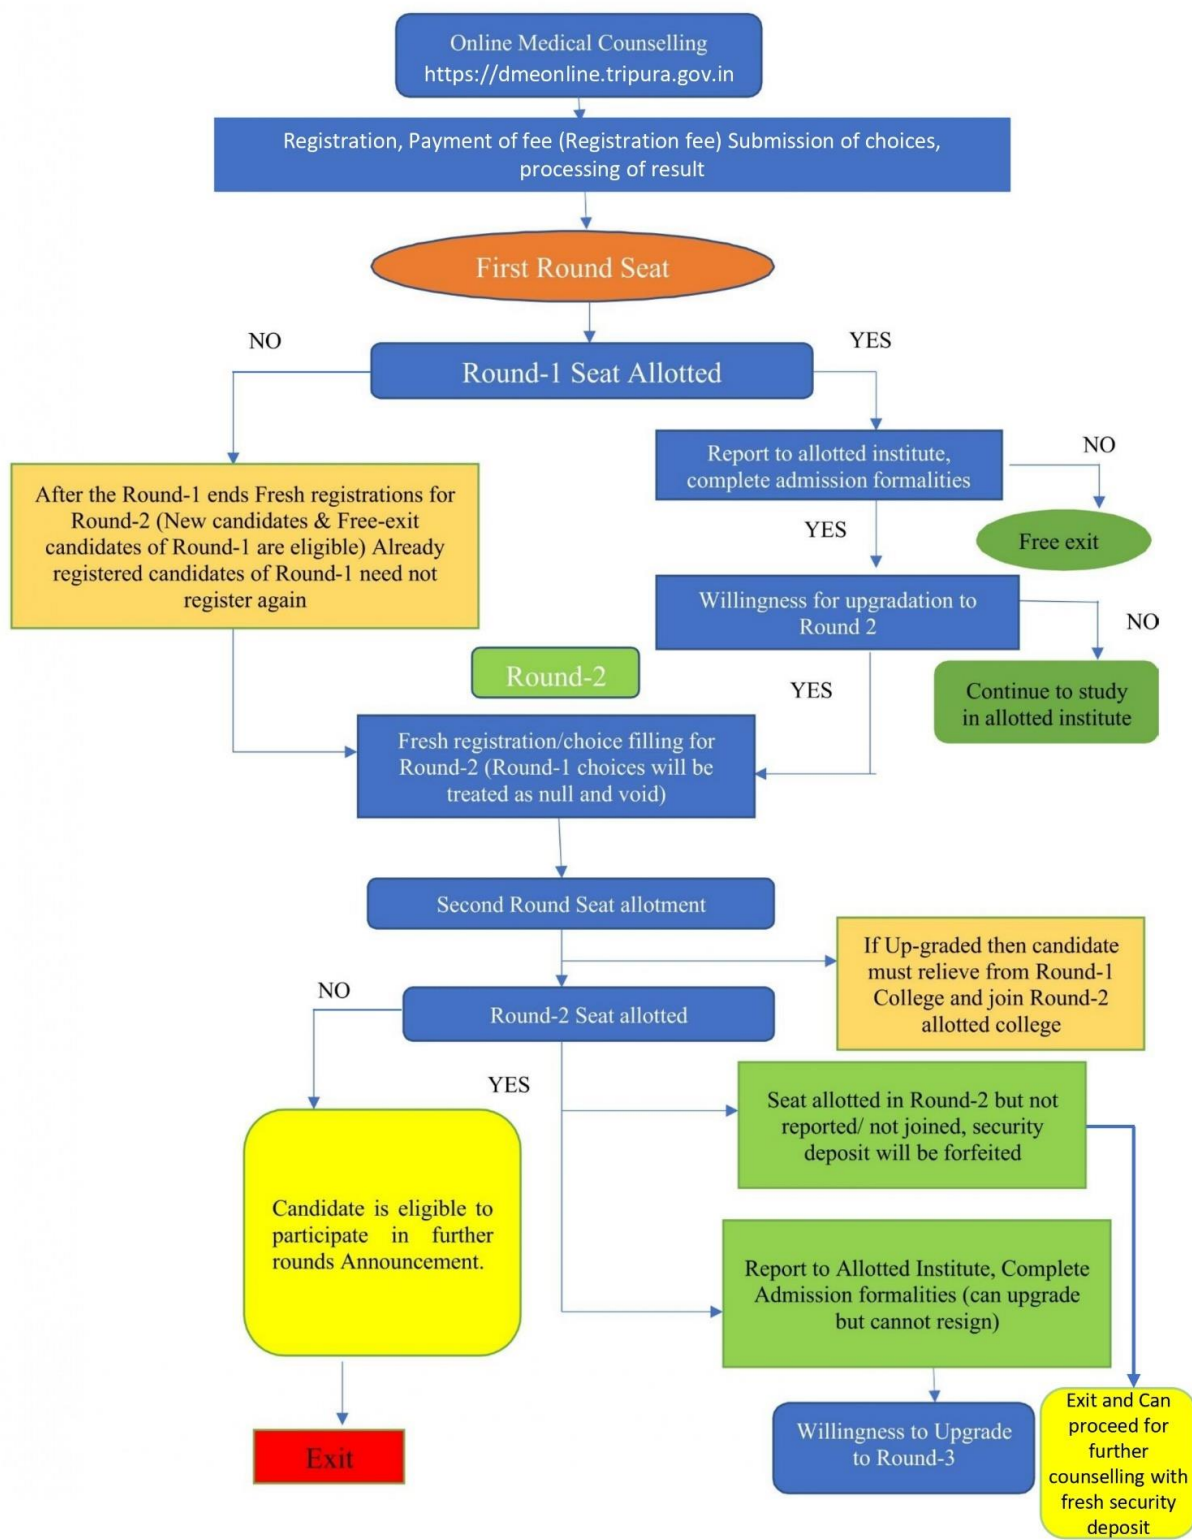 Online Medical Counselling
https://dmeonline.tripura.gov.in
Registration, Payment of fee (Registration fee) Submission of choices,
processing of result
First Round Seat
NO
YES
Round-1 Seat Allotted
Report to allotted institute,
complete admission formalities
NO
After the Round-1 ends Fresh registrations for
Round-2 (New candidates & Free-exit
candidates of Round-1 are eligible) Already
registered candidates of Round-1 need not
register again
YES
Free exit
Willingness for upgradation to
Round 2
NO
Round-2
YES
Continue to study
in allotted institute
Fresh registration/choice filling for
Round-2 (Round-1 choices will be
treated as null and void)
Second Round Seat allotment
If Up-graded then candidate
must relieve from Round-1
College and join Round-2
allotted college
NO
Round-2 Seat allotted
YES
Seat allotted in Round-2 but not
reported/ not joined, security
deposit will be forfeited
Candidate is eligible to
participate in further
rounds Announcement.
Report to Allotted Institute, Complete
Admission formalities (can upgrade
but cannot resign)
Exit
Willingness to Upgrade
to Round-3
Exit and Can
proceed for
further
counselling with
fresh security
deposit